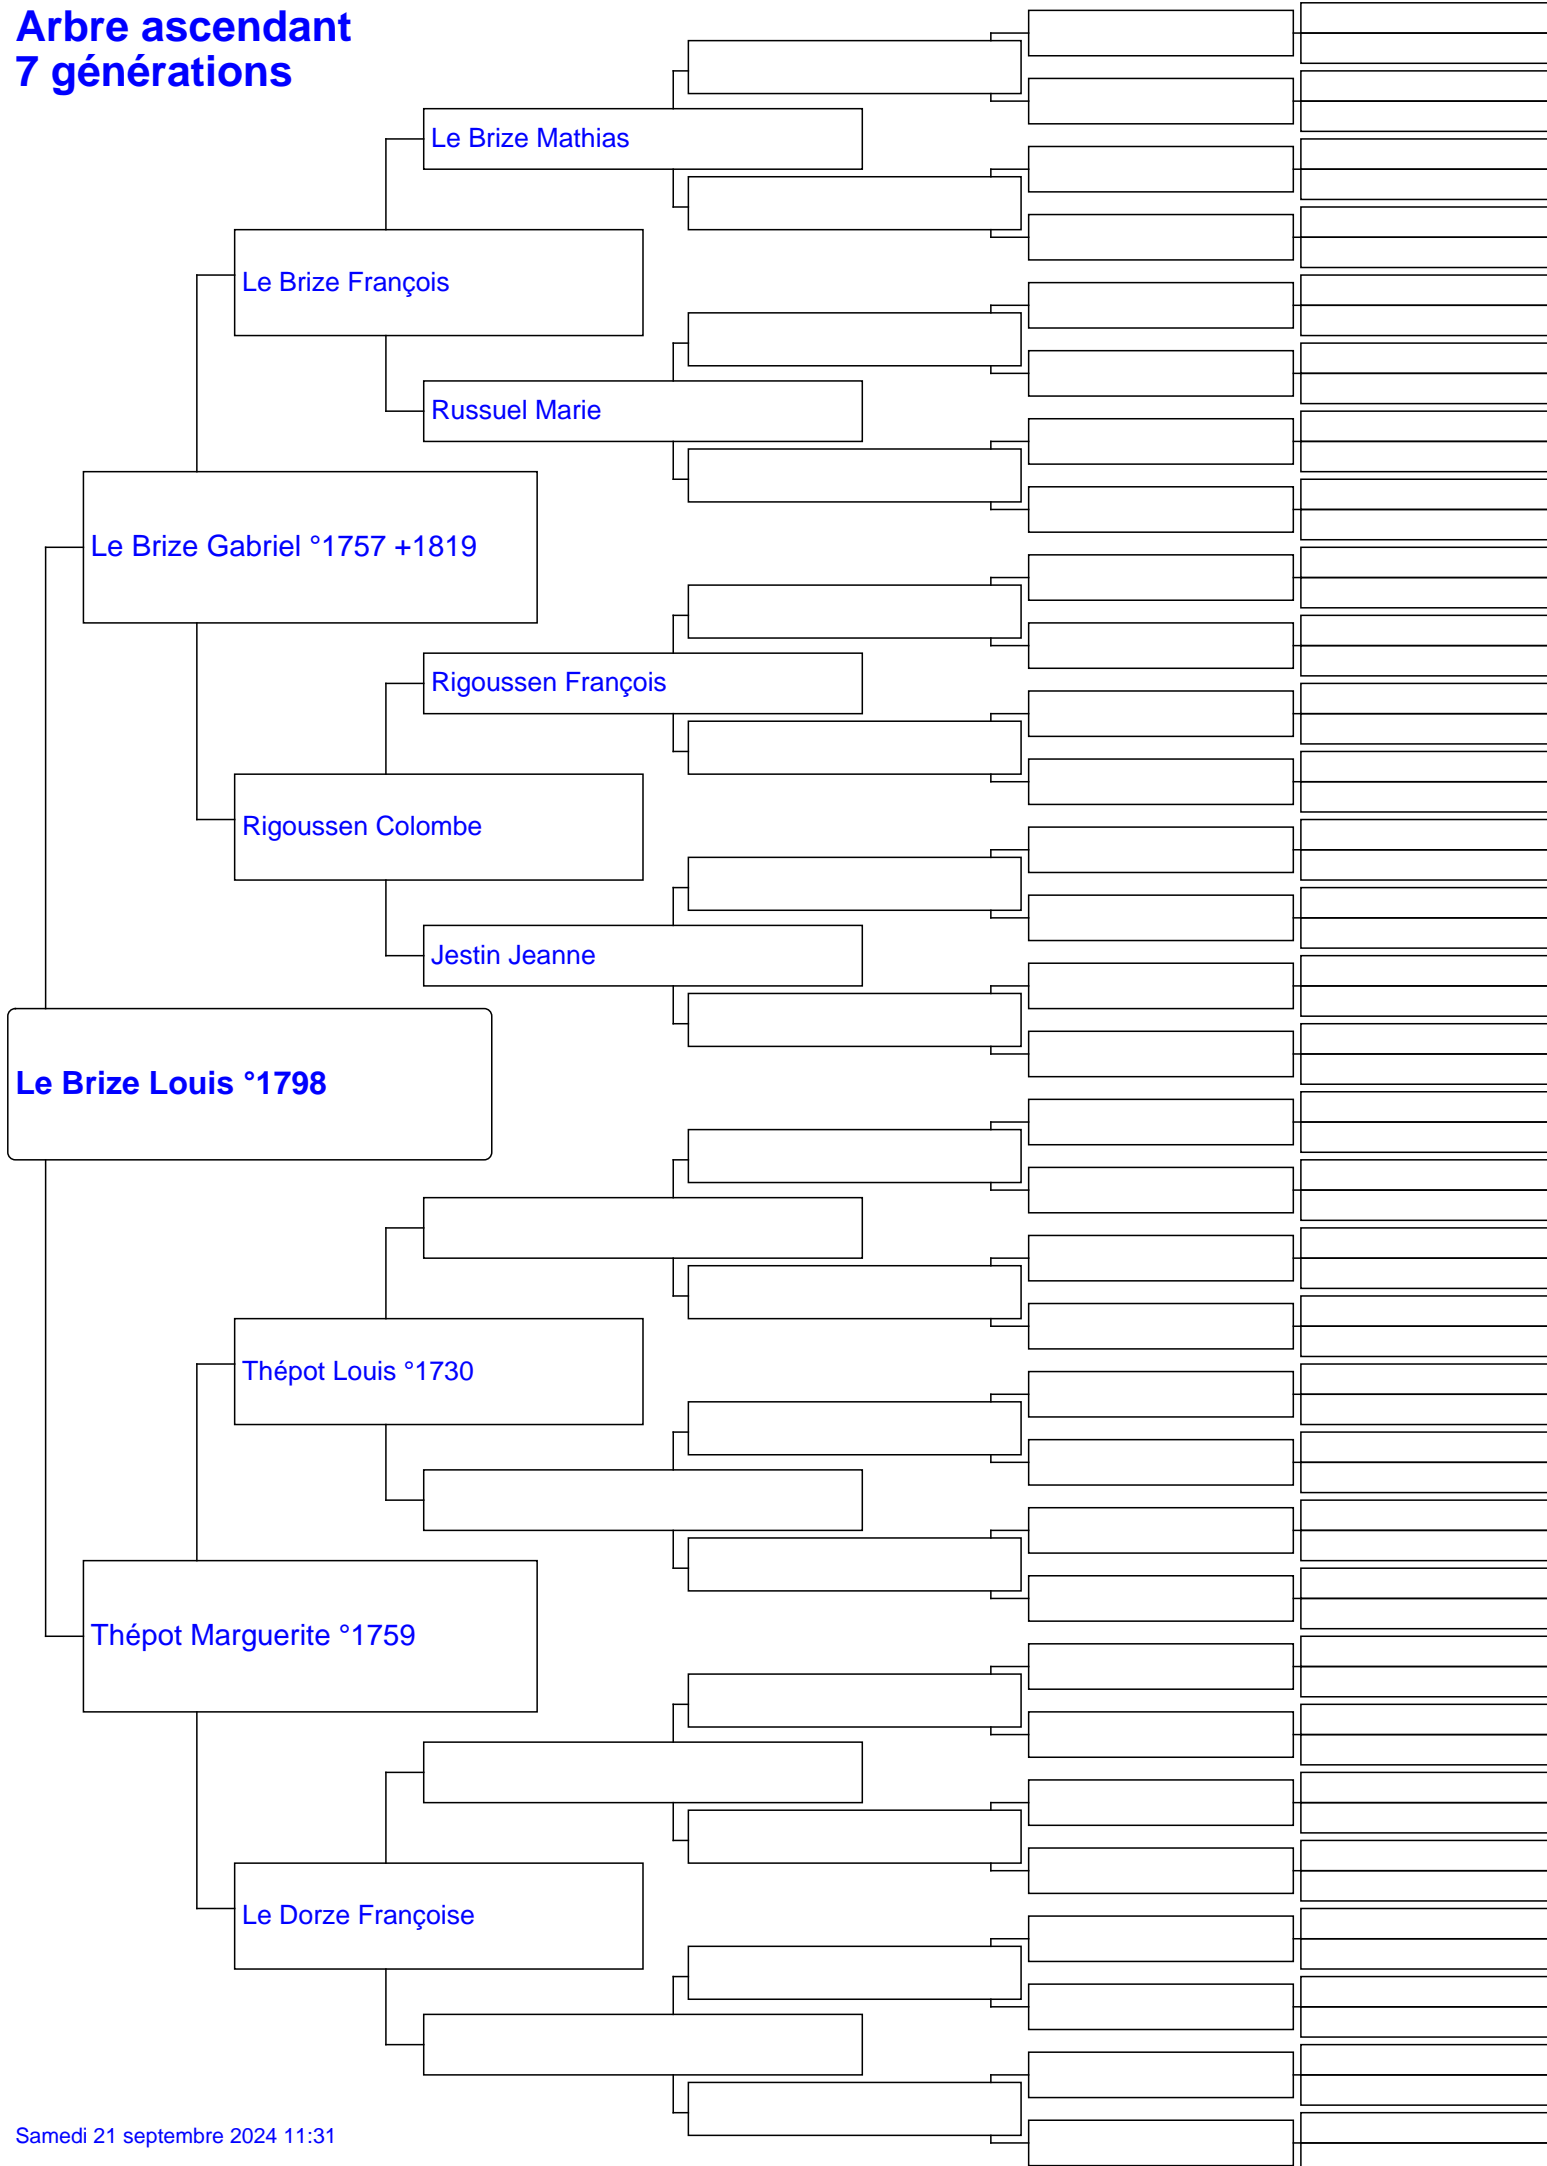 Arbre ascendant
7 générations
Le Brize Mathias
Le Brize François
Russuel Marie
Le Brize Gabriel °1757 +1819
Rigoussen François
Rigoussen Colombe
Jestin Jeanne
Le Brize Louis °1798
Thépot Louis °1730
Thépot Marguerite °1759
Le Dorze Françoise
Samedi 21 septembre 2024 11:31